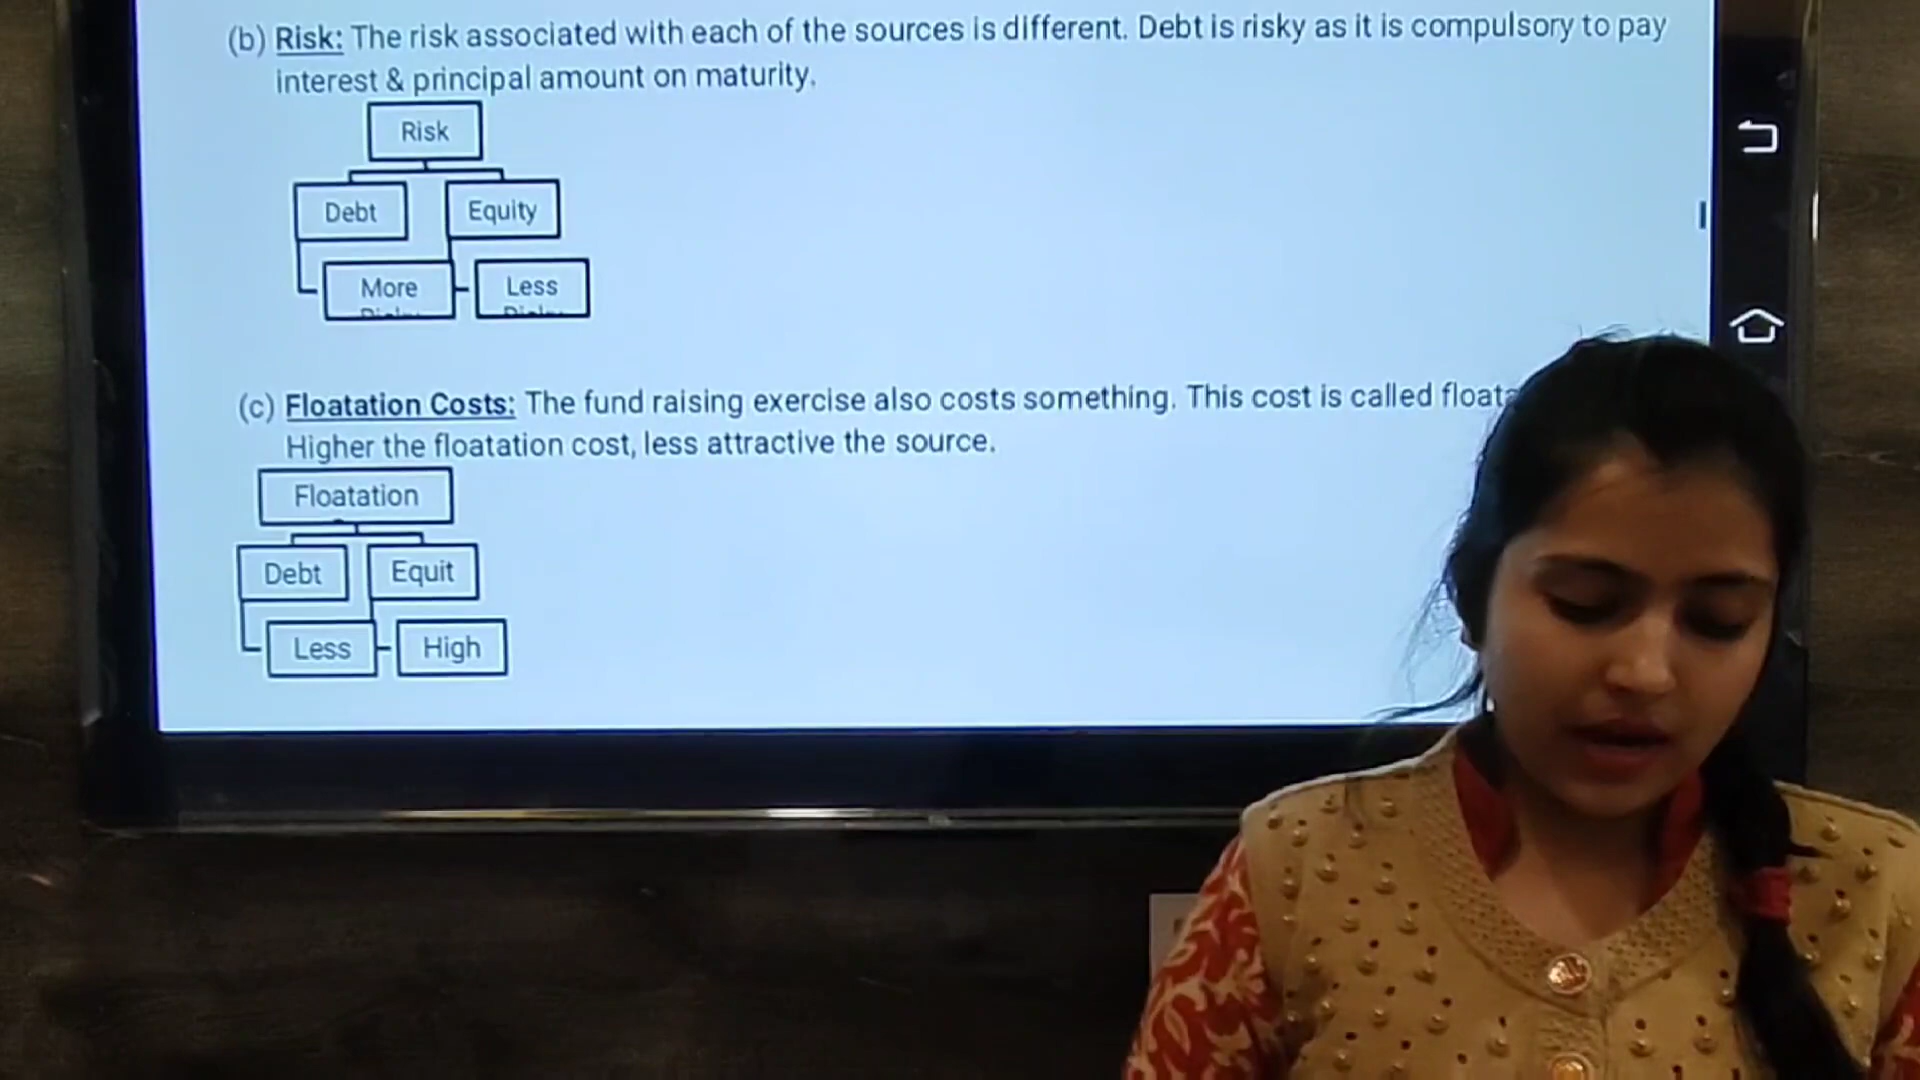 (b) Risk: The risk associated with each of the sources is different. Debt is risky as it is compulsory to pay
interest & principal amount on maturity.
Risk
Debt Equity
More Less
(c) Floatation Costs: The fund raising exercise also costs something. This cost is called
Higher the floatation cost, less attractive the source.
Floatation
Debt Equit
Less High